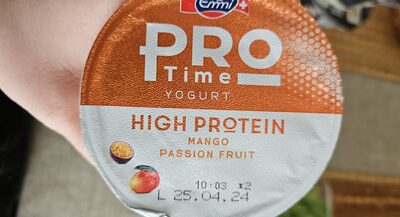 Emmi
PRO
Time
YOGURT
HIGH PROTEIN
MANGO
PASSION FRUIT
10:03 x2
L 25.04.24